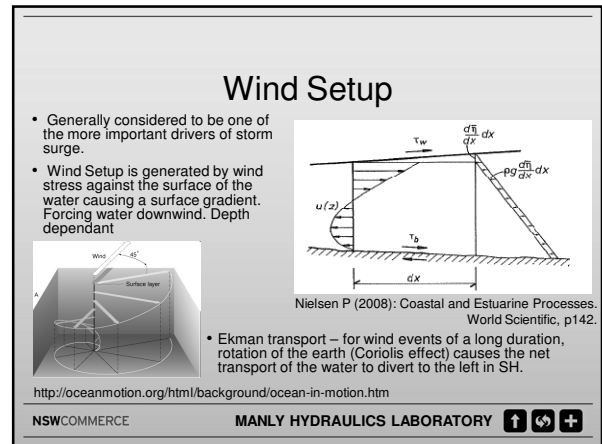 Wind Setup
• Generally considered to be one of
the more important drivers of storm
surge.
• Wind Setup is generated by wind
stress against the surface of the
water causing a surface gradient.
Forcing water downwind. Depth
dependant
τw
dη̄/dx dx
ρg dη̄/dx dx
u(z)
τb
dx
Nielsen P (2008): Coastal and Estuarine Processes.
World Scientific, p142.
Wind
45°
Surface layer
A
• Ekman transport – for wind events of a long duration,
rotation of the earth (Coriolis effect) causes the net
transport of the water to divert to the left in SH.
http://oceanmotion.org/html/background/ocean-in-motion.htm
NSWCOMMERCE
MANLY HYDRAULICS LABORATORY